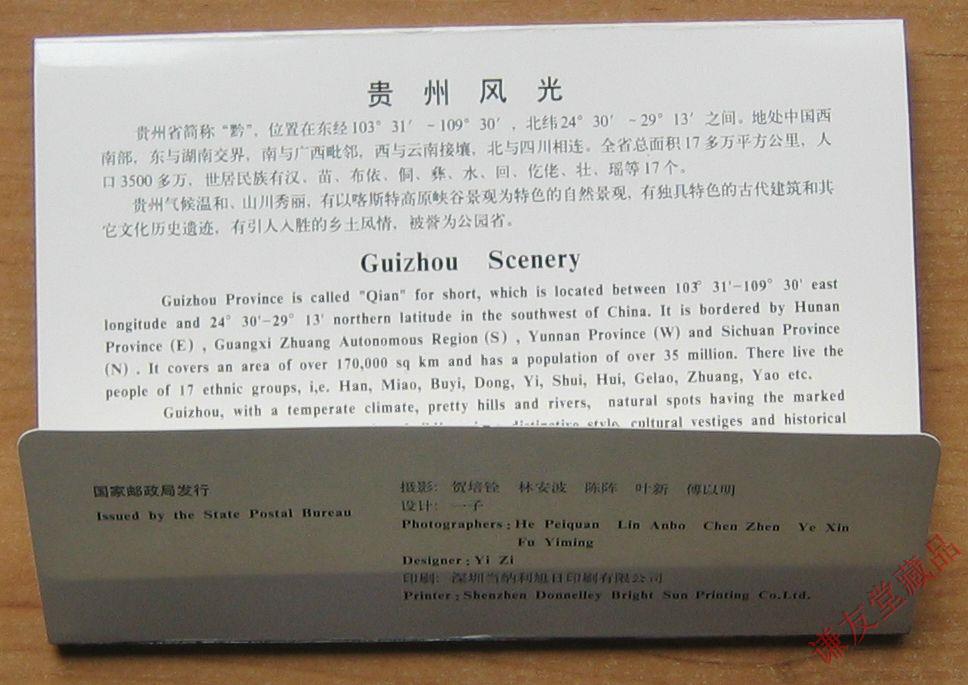 贵州风光
贵州省简称“黔”，位置在东经103°31′~109°30′，北纬24°30′~29°13′之间。地处中国西
南部，东与湖南交界，南与广西毗邻，西与云南接壤，北与四川相连。全省总面积17多万平方公里，人
口3500多万，世居民族有汉、苗、布依、侗、彝、水、回、仡佬、壮、瑶等17个。
贵州气候温和、山川秀丽，有以喀斯特高原峡谷景观为特色的自然景观，有独具特色的古代建筑和其
它文化历史遗迹，有引人入胜的乡土风情，被誉为公园省。
Guizhou Scenery
Guizhou Province is called "Qian" for short, which is located between 103° 31'-109° 30' east
longitude and 24° 30'-29° 13' northern latitude in the southwest of China. It is bordered by Hunan
Province (E) , Guangxi Zhuang Autonomous Region (S) , Yunnan Province (W) and Sichuan Province
(N) . It covers an area of over 170,000 sq km and has a population of over 35 million. There live the
people of 17 ethnic groups, i,e. Han, Miao, Buyi, Dong, Yi, Shui, Hui, Gelao, Zhuang, Yao etc.
Guizhou, with a temperate climate, pretty hills and rivers, natural spots having the marked
distinctive style, cultural vestiges and historical
国家邮政局发行
Issued by the State Postal Bureau
摄影: 贺培铨 林安波 陈阵 叶新 傅以明
设计: 一子
Photographers: He Peiquan Lin Anbo Chen Zhen Ye Xin
Fu Yiming
Designer: Yi Zi
印刷: 深圳当纳利旭日印刷有限公司
Printer: Shenzhen Donnelley Bright Sun Printing Co.Ltd.
谦友堂藏品